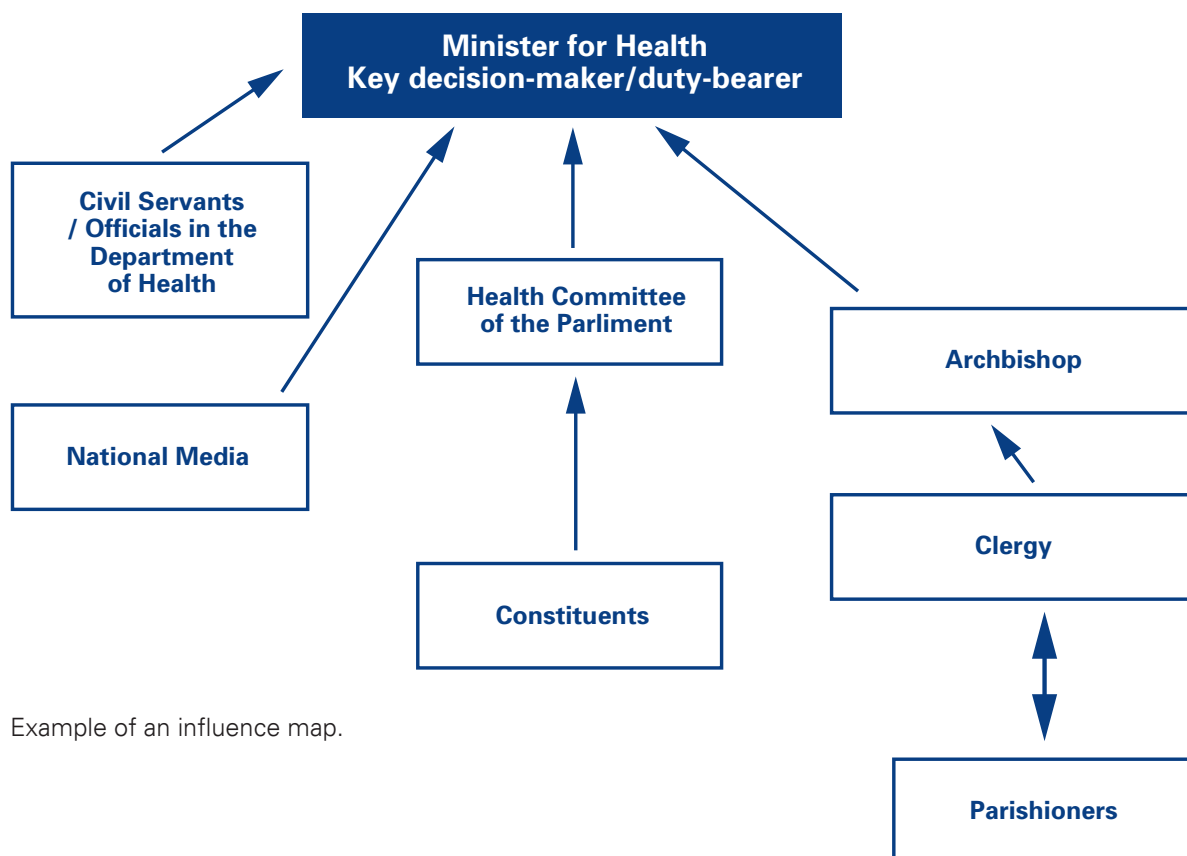 Minister for Health
Key decision-maker/duty-bearer
Civil Servants
/ Officials in the
Department
of Health
Health Committee
of the Parliment
Archbishop
National Media
Clergy
Constituents
Example of an influence map.
Parishioners